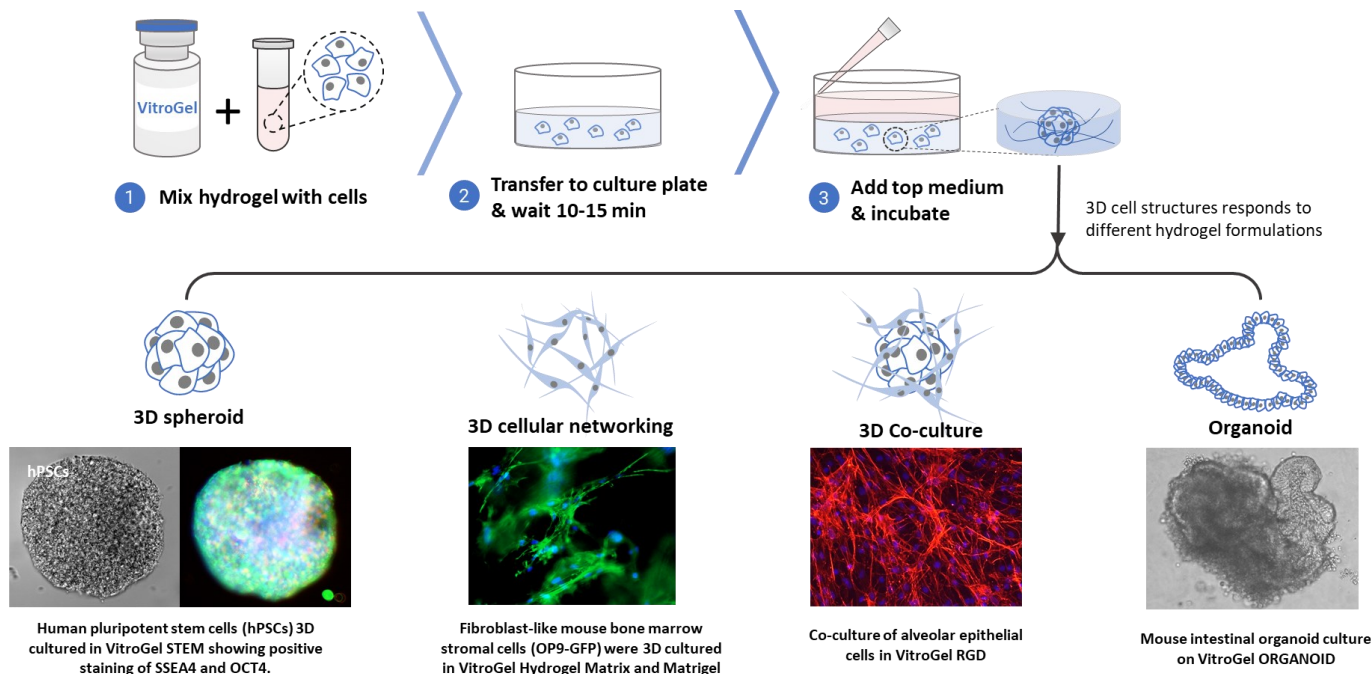 VitroGel
1
Mix hydrogel with cells
2
Transfer to culture plate
& wait 10-15 min
3
Add top medium
& incubate
3D cell structures responds to
different hydrogel formulations
3D spheroid
3D cellular networking
3D Co-culture
Organoid
hPSCs
Human pluripotent stem cells (hPSCs) 3D
cultured in VitroGel STEM showing positive
staining of SSEA4 and OCT4.
Fibroblast-like mouse bone marrow
stromal cells (OP9-GFP) were 3D cultured
in VitroGel Hydrogel Matrix and Matrigel
Co-culture of alveolar epithelial
cells in VitroGel RGD
Mouse intestinal organoid culture
on VitroGel ORGANOID